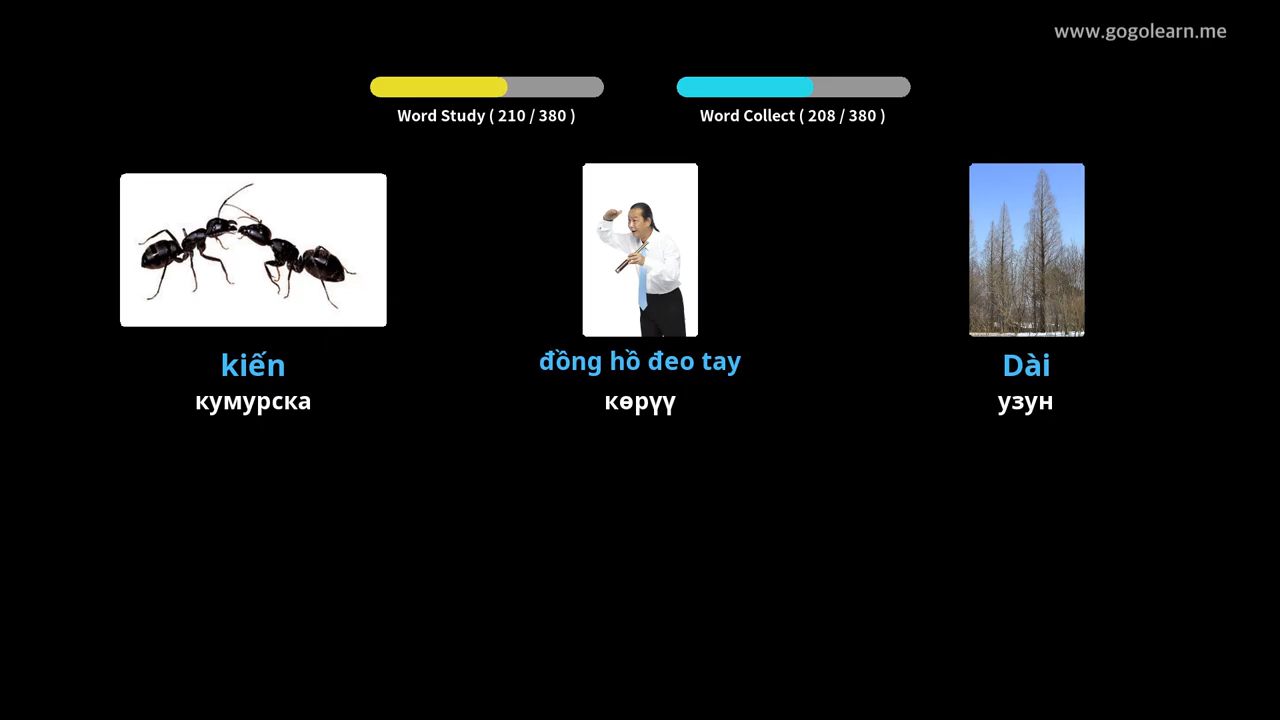 www.gogolearn.me
Word Study ( 210 / 380 )
Word Collect ( 208 / 380 )
kiến
кумурска
đồng hồ đeo tay
көрүү
Dài
узун